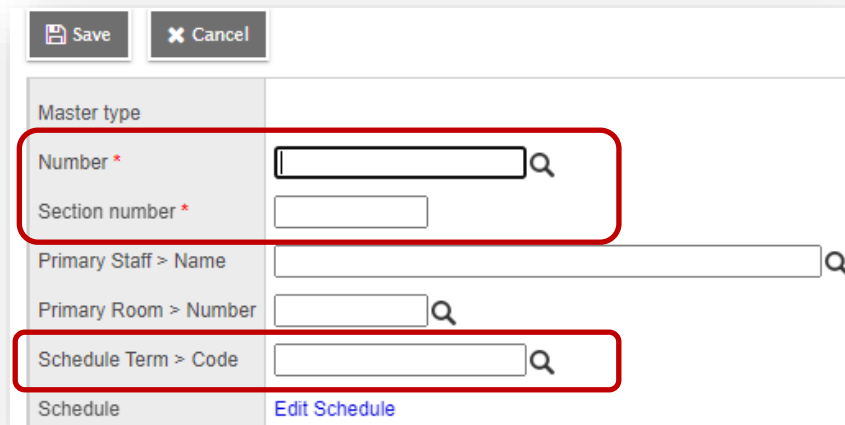 Save Cancel
Master type
Number *
Section number *
Primary Staff > Name
Primary Room > Number
Schedule Term > Code
Schedule Edit Schedule